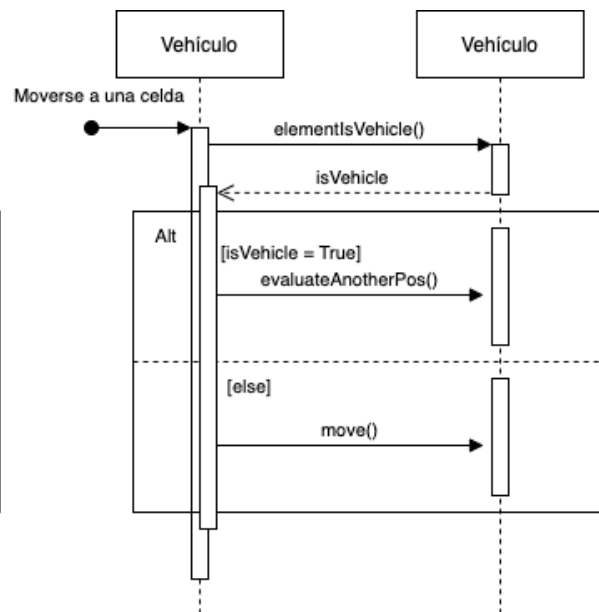 Vehículo
Vehículo
Moverse a una celda
elementIsVehicle()
isVehicle
Alt
[isVehicle = True]
evaluateAnotherPos()
[else]
move()